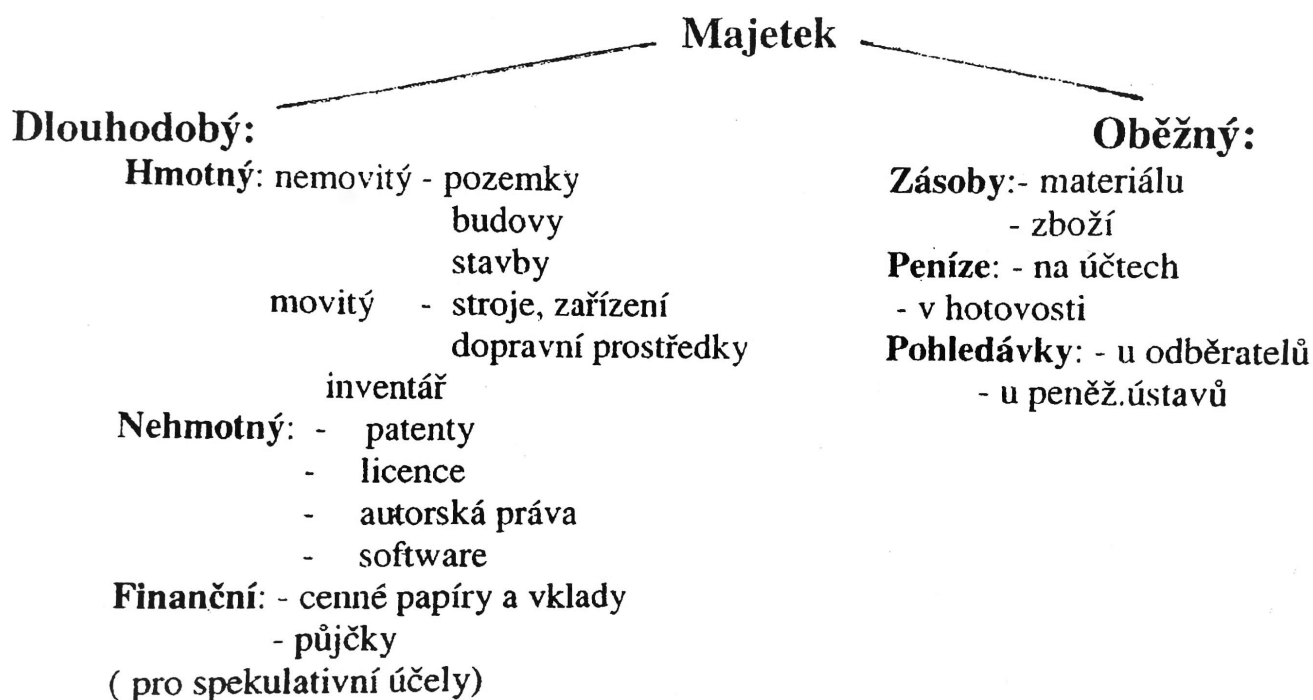 Majetek
Dlouhodobý:
Hmotný: nemovitý - pozemky
budovy
stavby
movitý - stroje, zařízení
dopravní prostředky
inventář
Nehmotný: - patenty
- licence
- autorská práva
- software
Finanční: - cenné papíry a vklady
- půjčky
( pro spekulativní účely)
Oběžný:
Zásoby:- materiálu
- zboží
Peníze: - na účtech
- v hotovosti
Pohledávky: - u odběratelů
- u peněž.ústavů